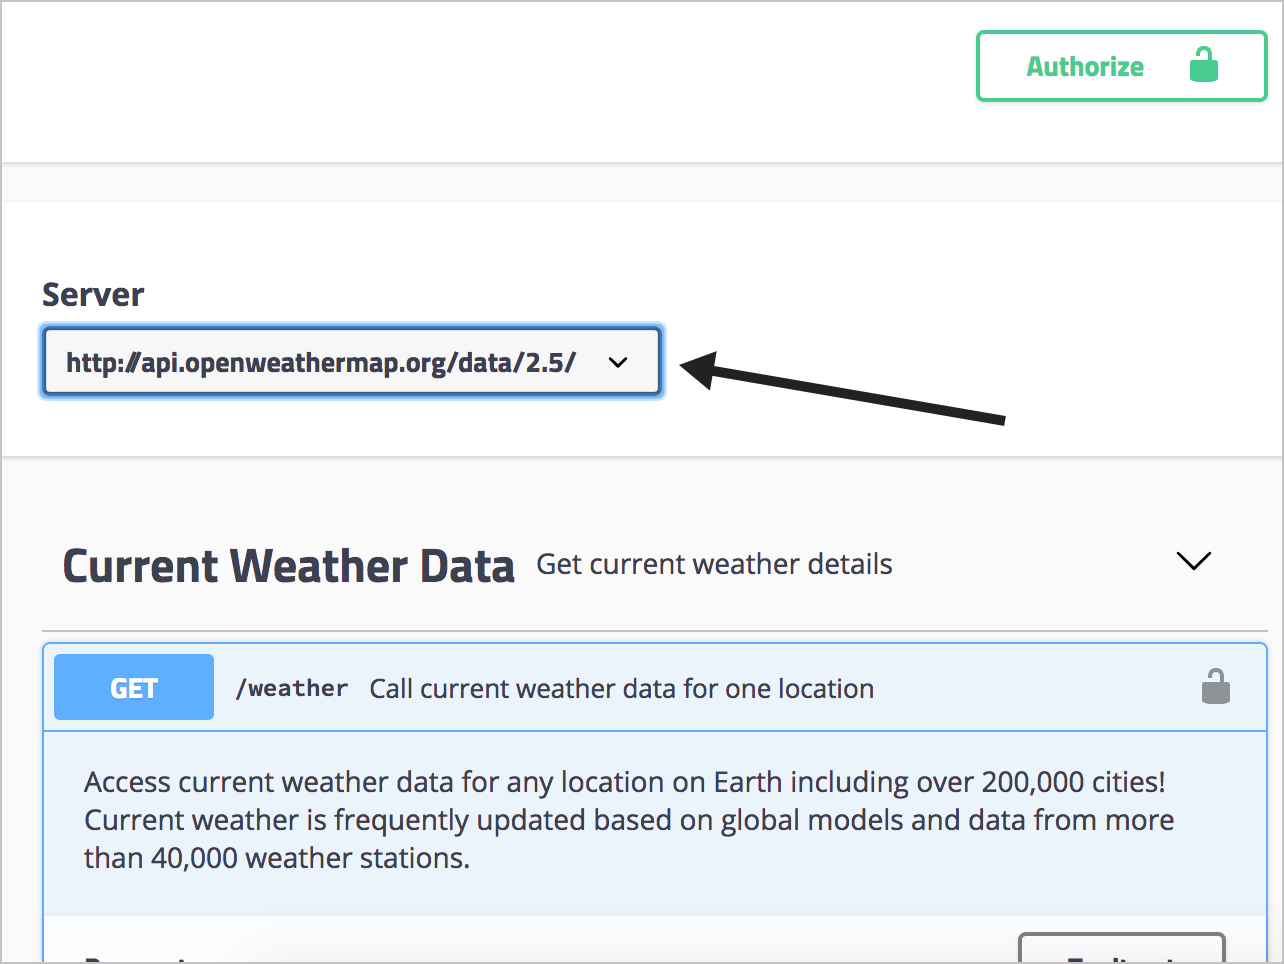 Authorize
Server
http://api.openweathermap.org/data/2.5/
Current Weather Data Get current weather details
GET /weather Call current weather data for one location
Access current weather data for any location on Earth including over 200,000 cities!
Current weather is frequently updated based on global models and data from more
than 40,000 weather stations.